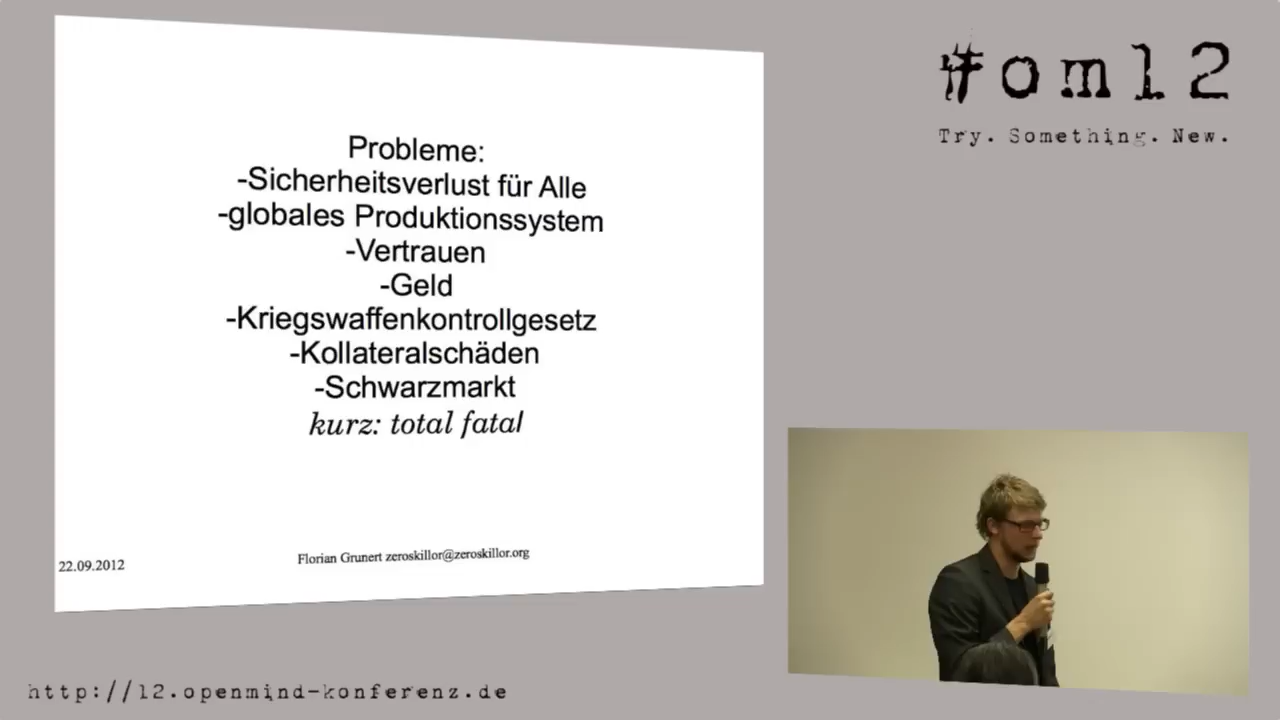 #om12
Try. Something. New.
Probleme:
-Sicherheitsverlust für Alle
-globales Produktionssystem
-Vertrauen
-Geld
-Kriegswaffenkontrollgesetz
-Kollateralschäden
-Schwarzmarkt
kurz: total fatal
22.09.2012
Florian Grunert zeroskillor@zeroskillor.org
http://12.openmind-konferenz.de